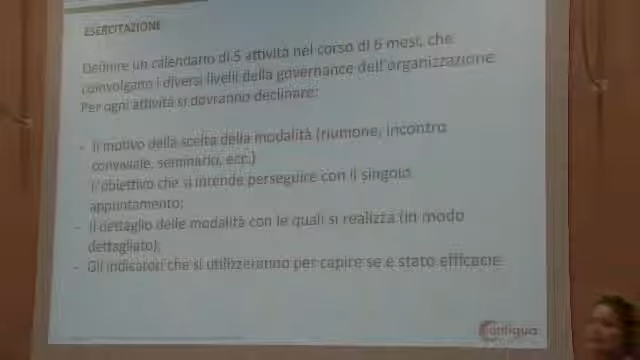 ESERCITAZIONE
Definire un calendario di 5 attività nel corso di 6 mesi, che
coinvolgano i diversi livelli della governance dell'organizzazione
Per ogni attività si dovranno declinare:
- Il motivo della scelta della modalità (riunione, incontro
conviviale, seminario, ecc.)
L'obiettivo che si intende perseguire con il singolo
appuntamento;
- Il dettaglio delle modalità con le quali si realizza (in modo
dettagliato);
- Gli indicatori che si utilizzeranno per capire se è stato efficace